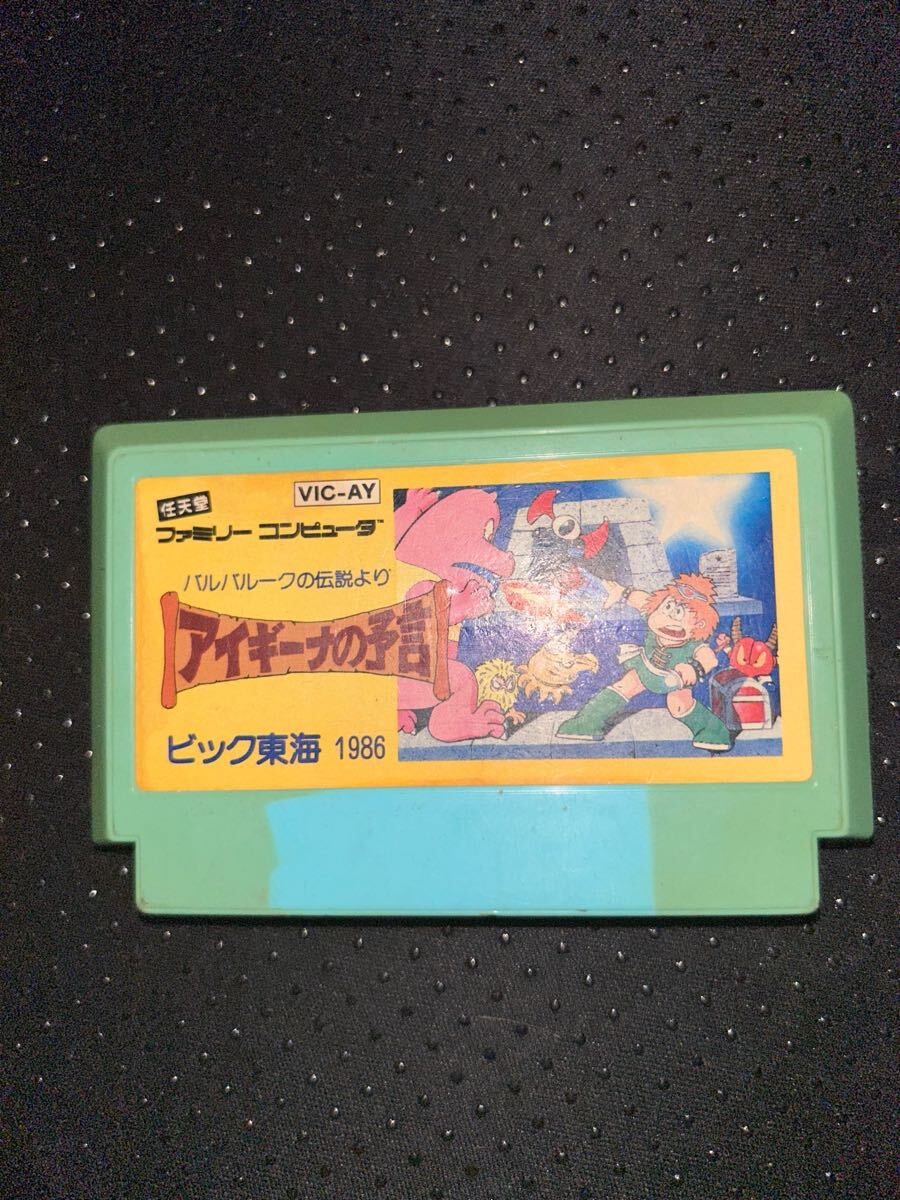 任天堂
VIC-AY
ファミリー コンピュータ™
バルバルークの伝説より
アイギーナの予言
ビック東海 1986